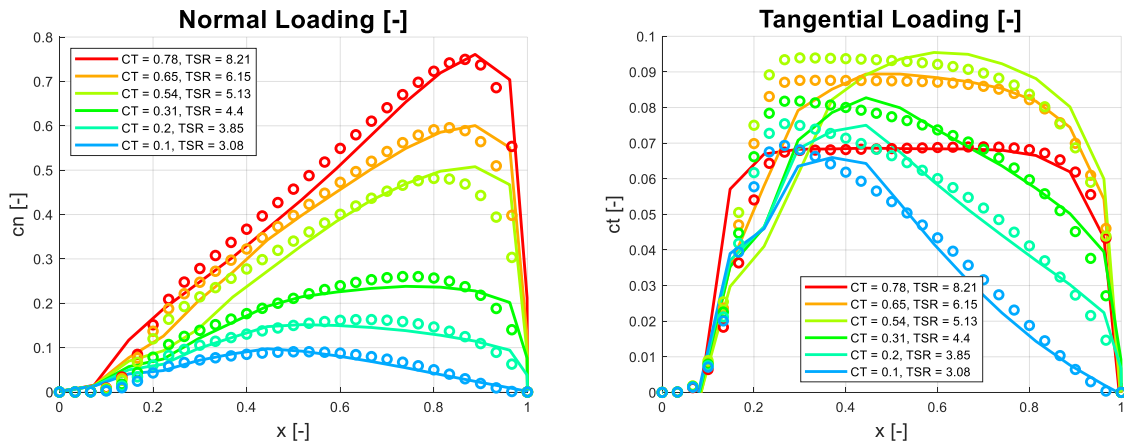 Normal Loading [-]
0.8
0.7
0.6
0.5
0.4
0.3
0.2
0.1
0
cn [-]
CT = 0.78, TSR = 8.21
CT = 0.65, TSR = 6.15
CT = 0.54, TSR = 5.13
CT = 0.31, TSR = 4.4
CT = 0.2, TSR = 3.85
CT = 0.1, TSR = 3.08
0 0.2 0.4 0.6 0.8 1
x [-]
Tangential Loading [-]
0.1
0.09
0.08
0.07
0.06
0.05
0.04
0.03
0.02
0.01
0
ct [-]
CT = 0.78, TSR = 8.21
CT = 0.65, TSR = 6.15
CT = 0.54, TSR = 5.13
CT = 0.31, TSR = 4.4
CT = 0.2, TSR = 3.85
CT = 0.1, TSR = 3.08
0 0.2 0.4 0.6 0.8 1
x [-]